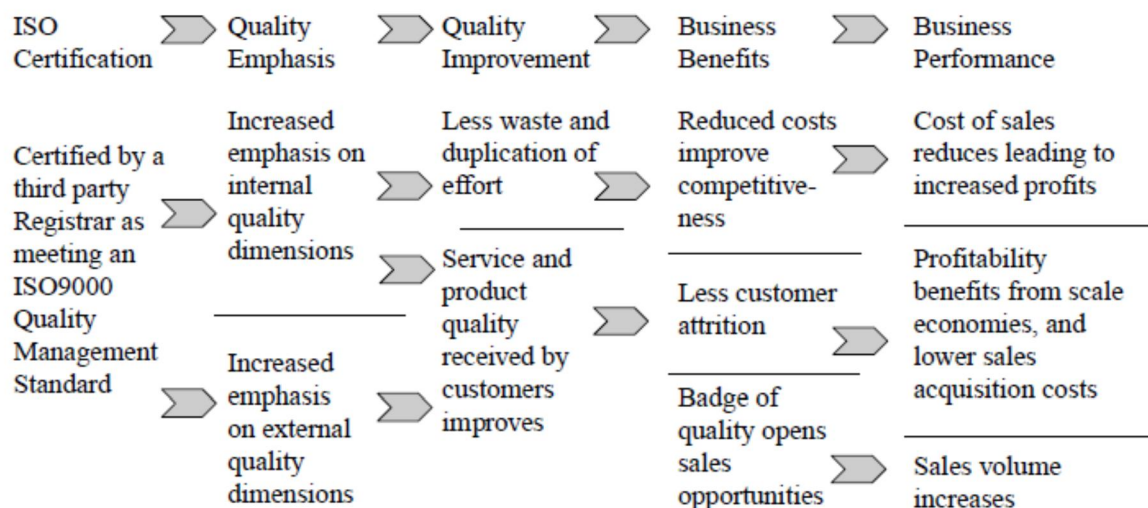 ISO
Certification
Quality
Emphasis
Quality
Improvement
Business
Benefits
Business
Performance
Certified by a
third party
Registrar as
meeting an
ISO9000
Quality
Management
Standard
Increased
emphasis on
internal
quality
dimensions
Increased
emphasis
on external
quality
dimensions
Less waste and
duplication of
effort
Service and
product
quality
received by
customers
improves
Reduced costs
improve
competitive-
ness
Less customer
attrition
Badge of
quality opens
sales
opportunities
Cost of sales
reduces leading to
increased profits
Profitability
benefits from scale
economies, and
lower sales
acquisition costs
Sales volume
increases